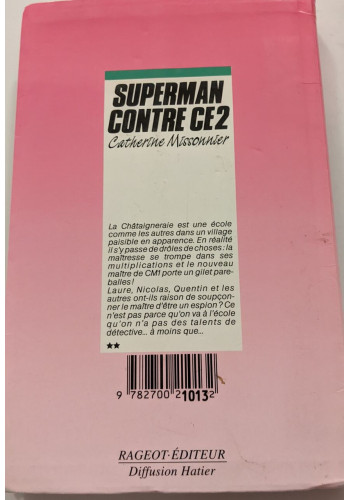 SUPERMAN
CONTRE CE2
Catherine Missonnier
La Châtaigneraie est une école
comme les autres dans un village
paisible en apparence. En réalité
il s'y passe de drôles de choses : la
maîtresse se trompe dans ses
multiplications et le nouveau
maître de CM1 porte un gilet pare-
balles !
Laure, Nicolas, Quentin et les
autres ont-ils raison de soupçon-
ner le maître d'être un espion ? Ce
n'est pas parce qu'on va à l'école
qu'on n'a pas des talents de
détective... à moins que...
★★
9 782700 210132
RAGEOT-ÉDITEUR
Diffusion Hatier